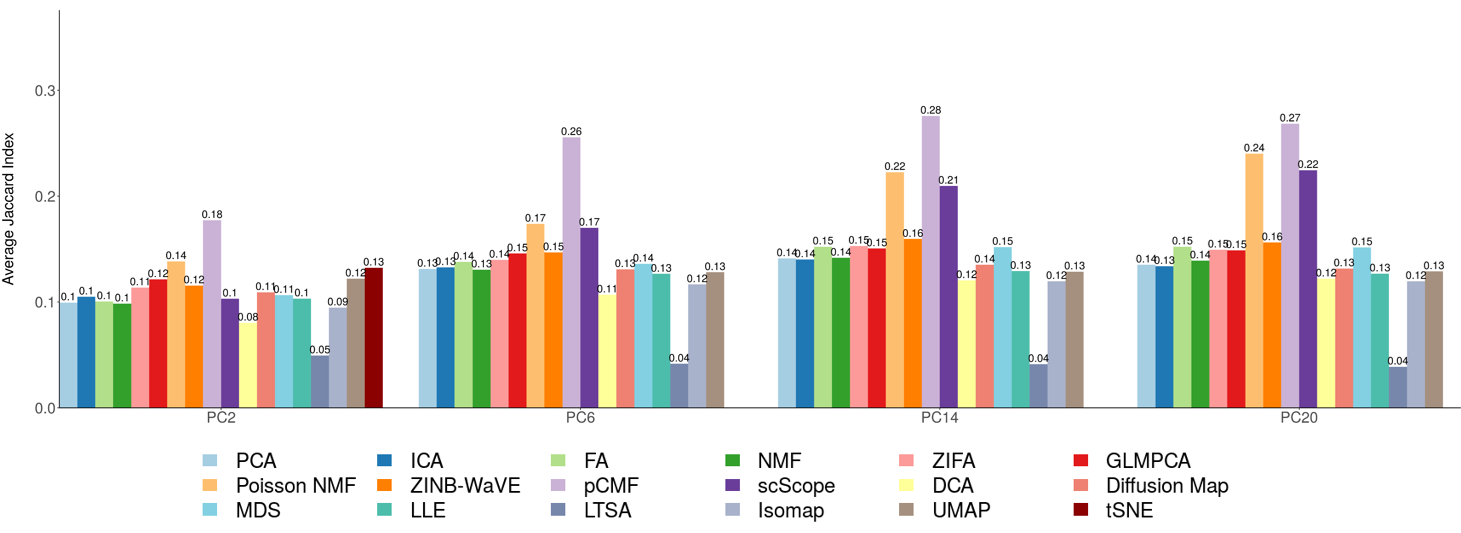 Average Jaccard Index
0.3
0.2
0.1
0.0
0.1 0.1 0.1 0.1 0.11 0.12 0.14 0.12 0.18 0.1 0.08 0.11 0.11 0.1 0.05 0.09 0.12 0.13
0.13 0.13 0.14 0.13 0.14 0.15 0.17 0.15 0.26 0.17 0.11 0.13 0.14 0.13 0.04 0.12 0.13
0.14 0.14 0.15 0.14 0.15 0.15 0.22 0.16 0.28 0.21 0.12 0.14 0.15 0.13 0.04 0.12 0.13
0.14 0.13 0.15 0.14 0.15 0.15 0.24 0.16 0.27 0.22 0.12 0.13 0.15 0.13 0.04 0.12 0.13
PC2 PC6 PC14 PC20
PCA ICA FA NMF ZIFA GLMPCA
Poisson NMF ZINB-WaVE pCMF scScope DCA Diffusion Map
MDS LLE LTSA Isomap UMAP tSNE